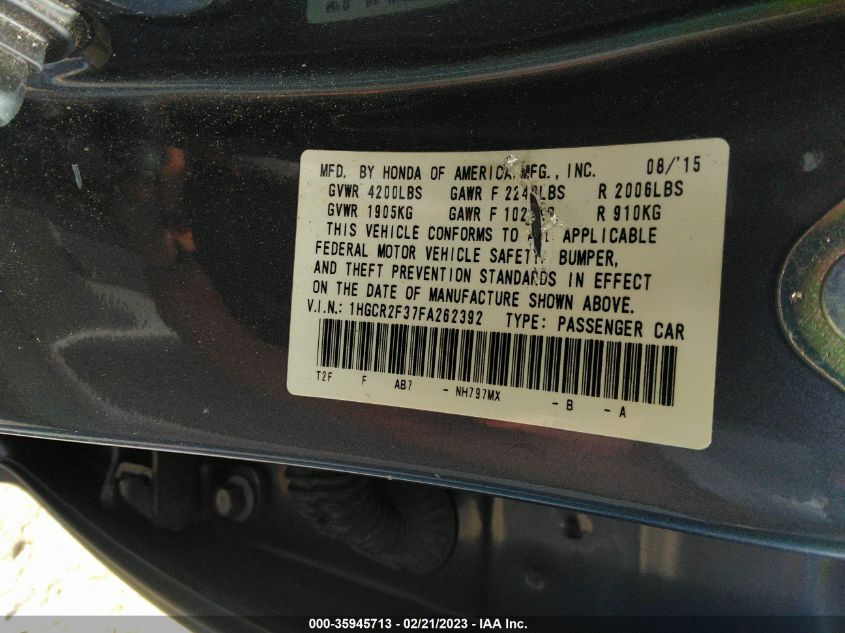 MFD. BY HONDA OF AMERICA MFG., INC. 08/'15
GVWR 4200LBS GAWR F LBS R 2006LBS
GVWR 1905KG GAWR F R 910KG
THIS VEHICLE CONFORMS TO APPLICABLE
FEDERAL MOTOR VEHICLE SAFETY, BUMPER,
AND THEFT PREVENTION STANDARDS IN EFFECT
ON THE DATE OF MANUFACTURE SHOWN ABOVE.
V.I.N.: 1HGCR2F37FA262392 TYPE: PASSENGER CAR
T2F F AB7 - NH797MX - B - A
000-35945713 - 02/21/2023 - IAA Inc.